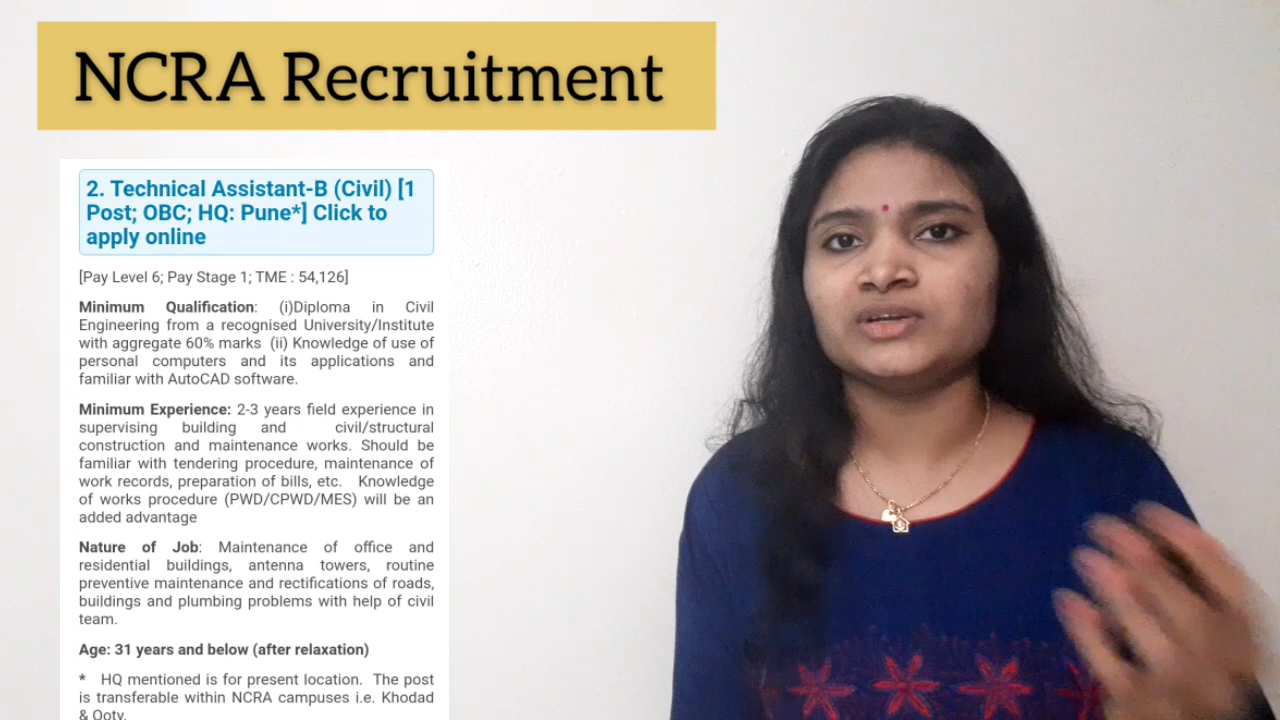 NCRA Recruitment
2. Technical Assistant-B (Civil) [1
Post; OBC; HQ: Pune*] Click to
apply online
[Pay Level 6; Pay Stage 1; TME : 54,126]
Minimum Qualification: (i)Diploma in Civil
Engineering from a recognised University/Institute
with aggregate 60% marks (ii) Knowledge of use of
personal computers and its applications and
familiar with AutoCAD software.
Minimum Experience: 2-3 years field experience in
supervising building and civil/structural
construction and maintenance works. Should be
familiar with tendering procedure, maintenance of
work records, preparation of bills, etc. Knowledge
of works procedure (PWD/CPWD/MES) will be an
added advantage
Nature of Job: Maintenance of office and
residential buildings, antenna towers, routine
preventive maintenance and rectifications of roads,
buildings and plumbing problems with help of civil
team.
Age: 31 years and below (after relaxation)
* HQ mentioned is for present location. The post
is transferable within NCRA campuses i.e. Khodad
& Ooty.